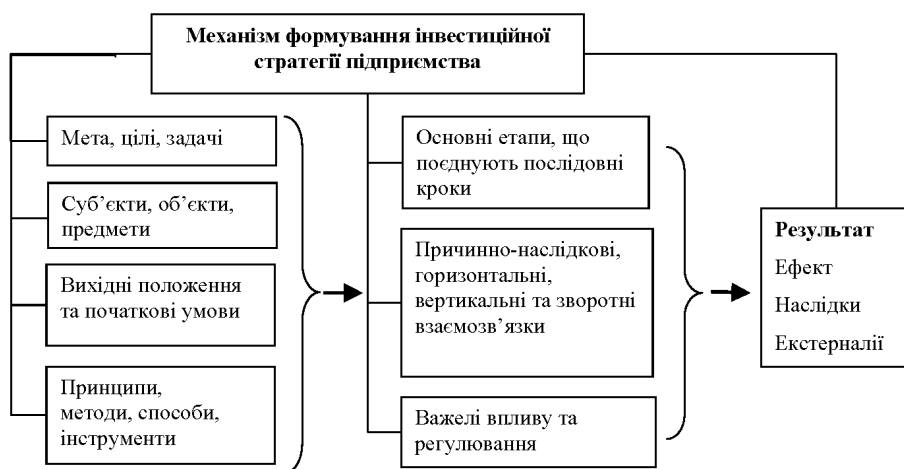 Механізм формування інвестиційної
стратегії підприємства
Мета, цілі, задачі
Суб’єкти, об’єкти,
предмети
Вихідні положення
та початкові умови
Принципи,
методи, способи,
інструменти
Основні етапи, що
поєднують послідовні
кроки
Причинно-наслідкові,
горизонтальні,
вертикальні та зворотні
взаємозв’язки
Важелі впливу та
регулювання
Результат
Ефект
Наслідки
Екстерналії